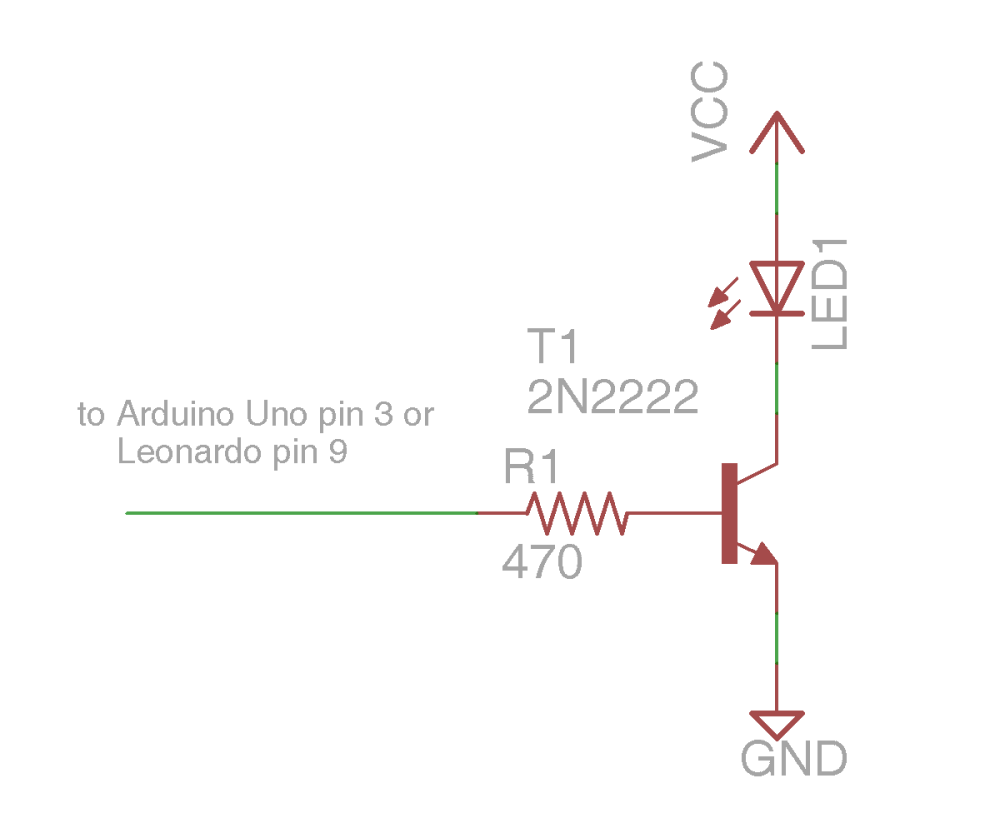 VCC
LED1
T1
2N2222
to Arduino Uno pin 3 or
Leonardo pin 9
R1
470
GND